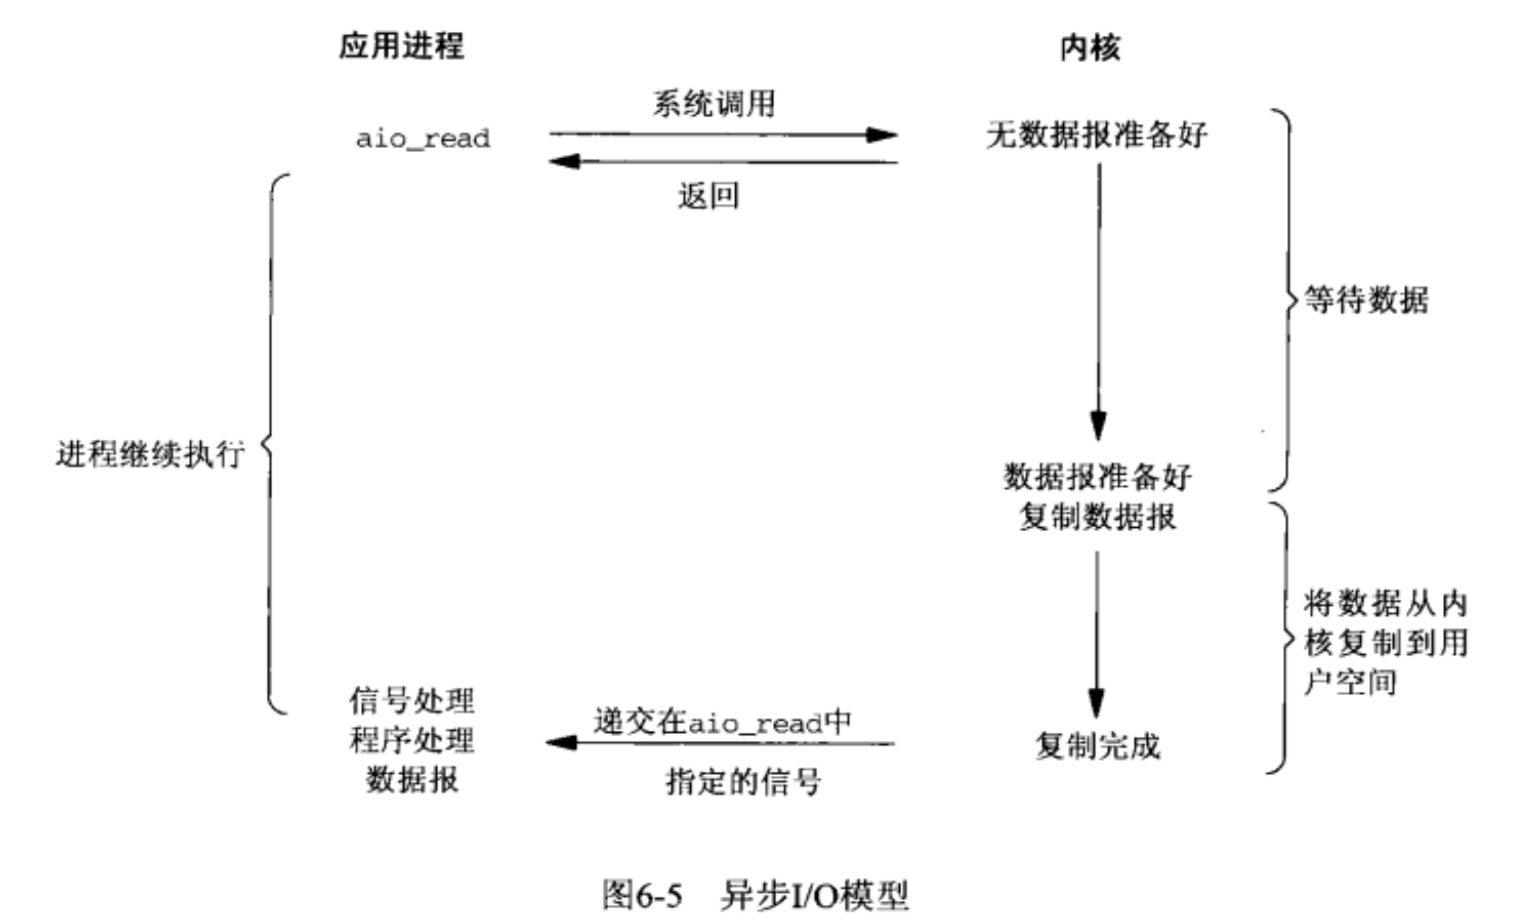 应用进程
内核
系统调用
aio_read
无数据报准备好
返回
等待数据
进程继续执行
数据报准备好
复制数据报
将数据从内
核复制到用
户空间
信号处理
程序处理
数据报
递交在aio_read中
指定的信号
复制完成
图6-5 异步I/O模型